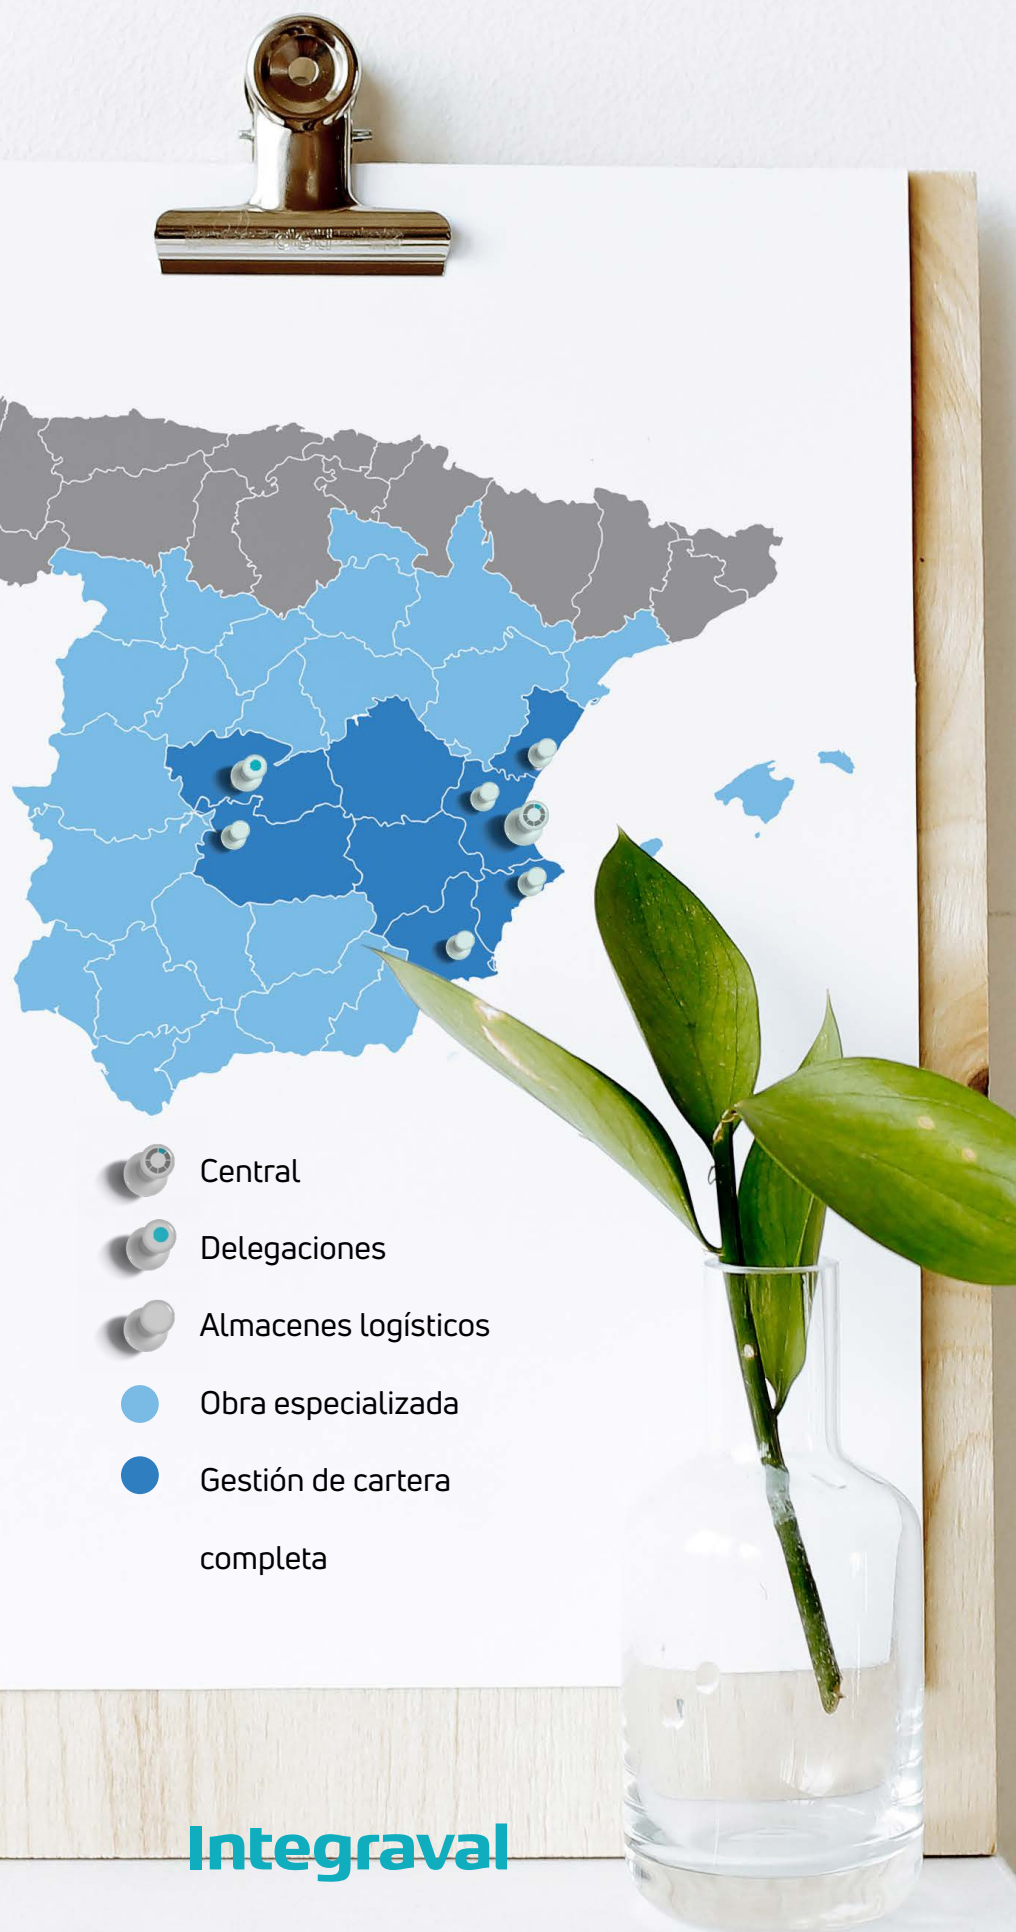 Central
Delegaciones
Almacenes logísticos
Obra especializada
Gestión de cartera
completa
Integraval